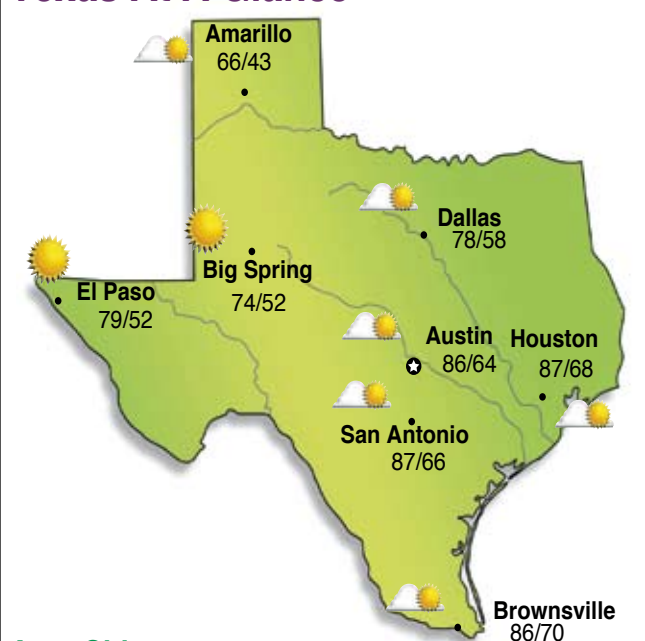 Amarillo
66/43
Dallas
78/58
Big Spring
74/52
El Paso
79/52
Austin
86/64
Houston
87/68
San Antonio
87/66
Brownsville
86/70